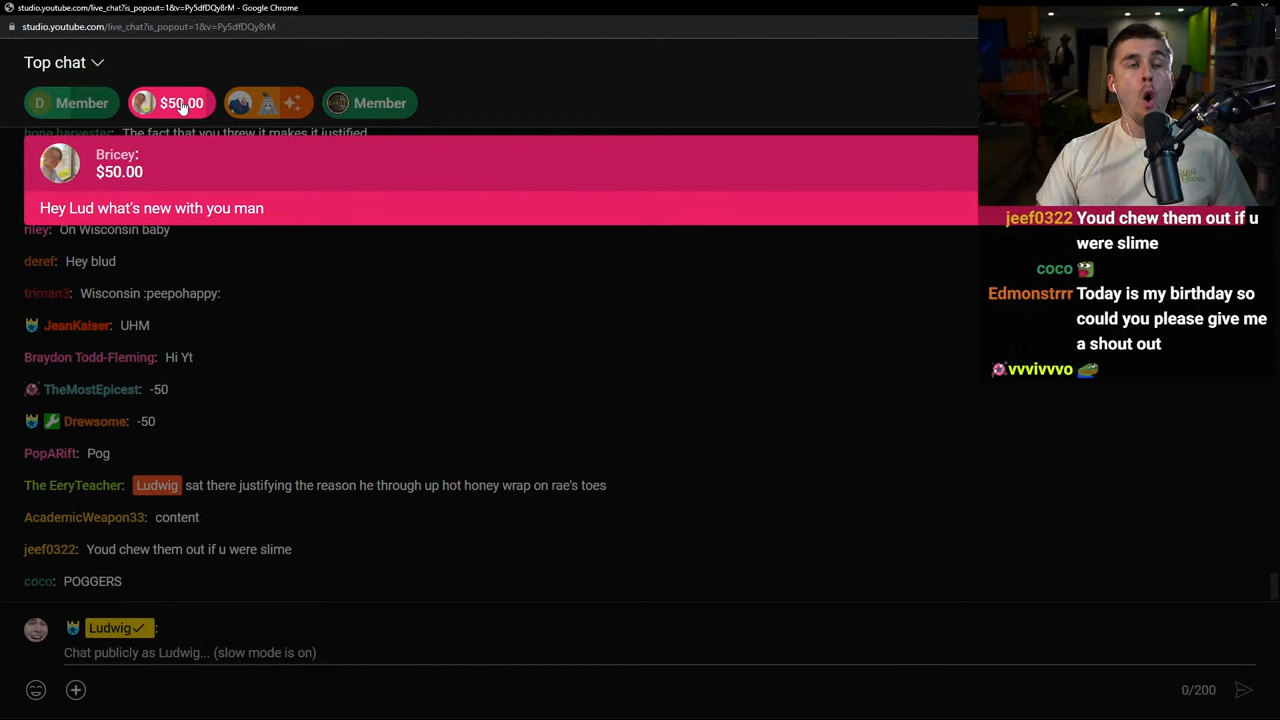 studio.youtube.com/live_chat?is_popout=1&v=Py5dfDQy8rM - Google Chrome
studio.youtube.com/live_chat?is_popout=1&v=Py5dfDQy8rM
Top chat
D Member
$50.00
Member
bone harvester: The fact that you threw it makes it justified
Bricey:
$50.00
Hey Lud what's new with you man
riley: On Wisconsin baby
deref: Hey blud
triman3: Wisconsin :peepohappy:
JeanKaiser: UHM
Braydon Todd-Fleming: Hi Yt
TheMostEpicest: -50
Drewsome: -50
PopARift: Pog
The EeryTeacher: Ludwig sat there justifying the reason he through up hot honey wrap on rae's toes
AcademicWeapon33: content
jeef0322: Youd chew them out if u were slime
coco: POGGERS
Ludwig:
Chat publicly as Ludwig... (slow mode is on)
0/200
jeef0322 Youd chew them out if u
were slime
coco
Edmonstrrr Today is my birthday so
could you please give me
a shout out
vvvivvvo